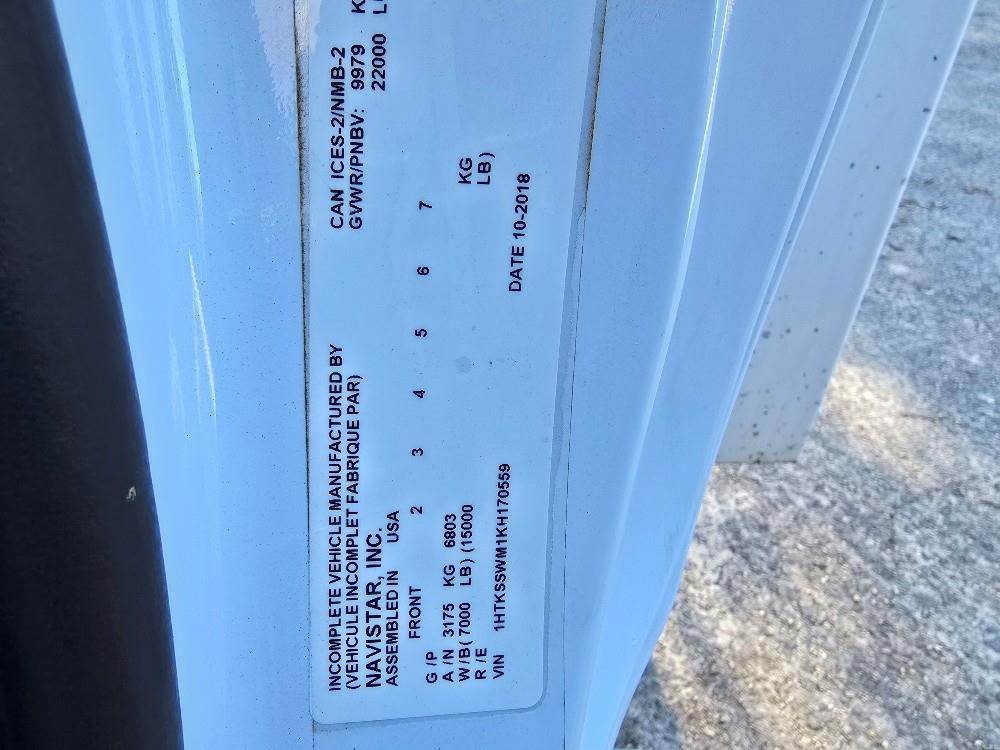 INCOMPLETE VEHICLE MANUFACTURED BY
(VEHICULE INCOMPLET FABRIQUE PAR)
NAVISTAR, INC.
ASSEMBLED IN USA
CAN ICES-2/NMB-2
GVWR/PNBV: 9979
22000
FRONT 2 3 4 5 6 7
G /P
A /N 3175 KG 6803 KG
W/B( 7000 LB) (15000 LB)
R /E
VIN 1HTKSSWM1KH170559
DATE 10-2018